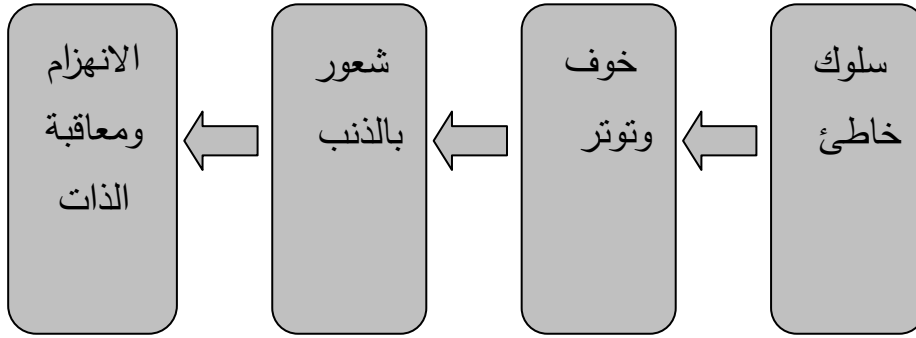 سلوك
خاطئ
خوف
وتوتر
شعور
بالذنب
الانهزام
ومعاقبة
الذات